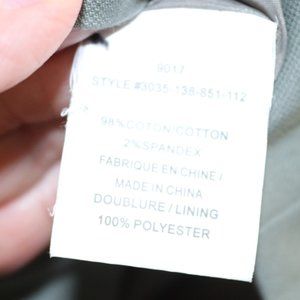 9017
STYLE #3035-138-851-112
98%COTON/COTTON
2%SPANDEX
FABRIQUE EN CHINE /
MADE IN CHINA
DOUBLURE / LINING
100% POLYESTER